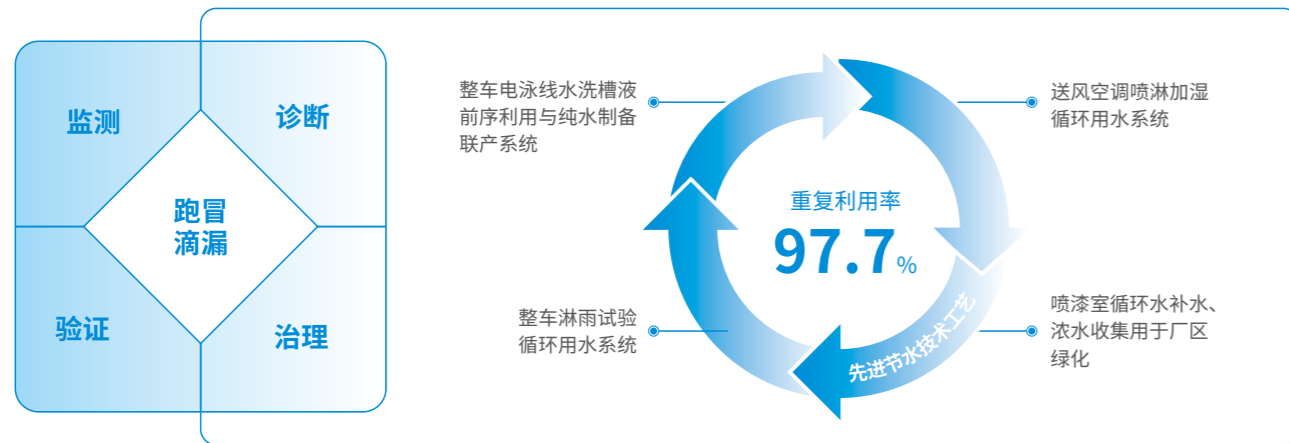 监测
诊断
跑冒
滴漏
验证
治理
整车电泳线水洗槽液
前序利用与纯水制备
联产系统
送风空调喷淋加湿
循环用水系统
重复利用率
97.7%
整车淋雨试验
循环用水系统
喷漆室循环水补水、
浓水收集用于厂区
绿化
先进节水技术工艺